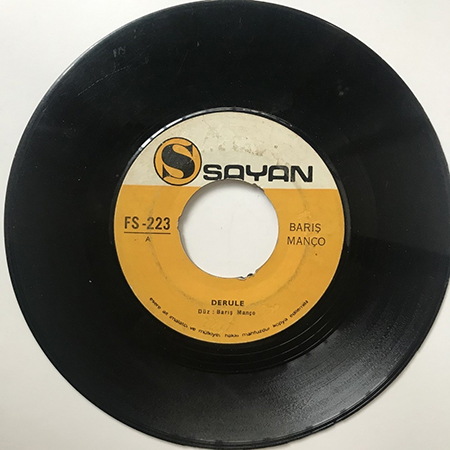 S SAYAN
FS-223
A
BARIŞ
MANÇO
DERULE
Düz : Barış Manço